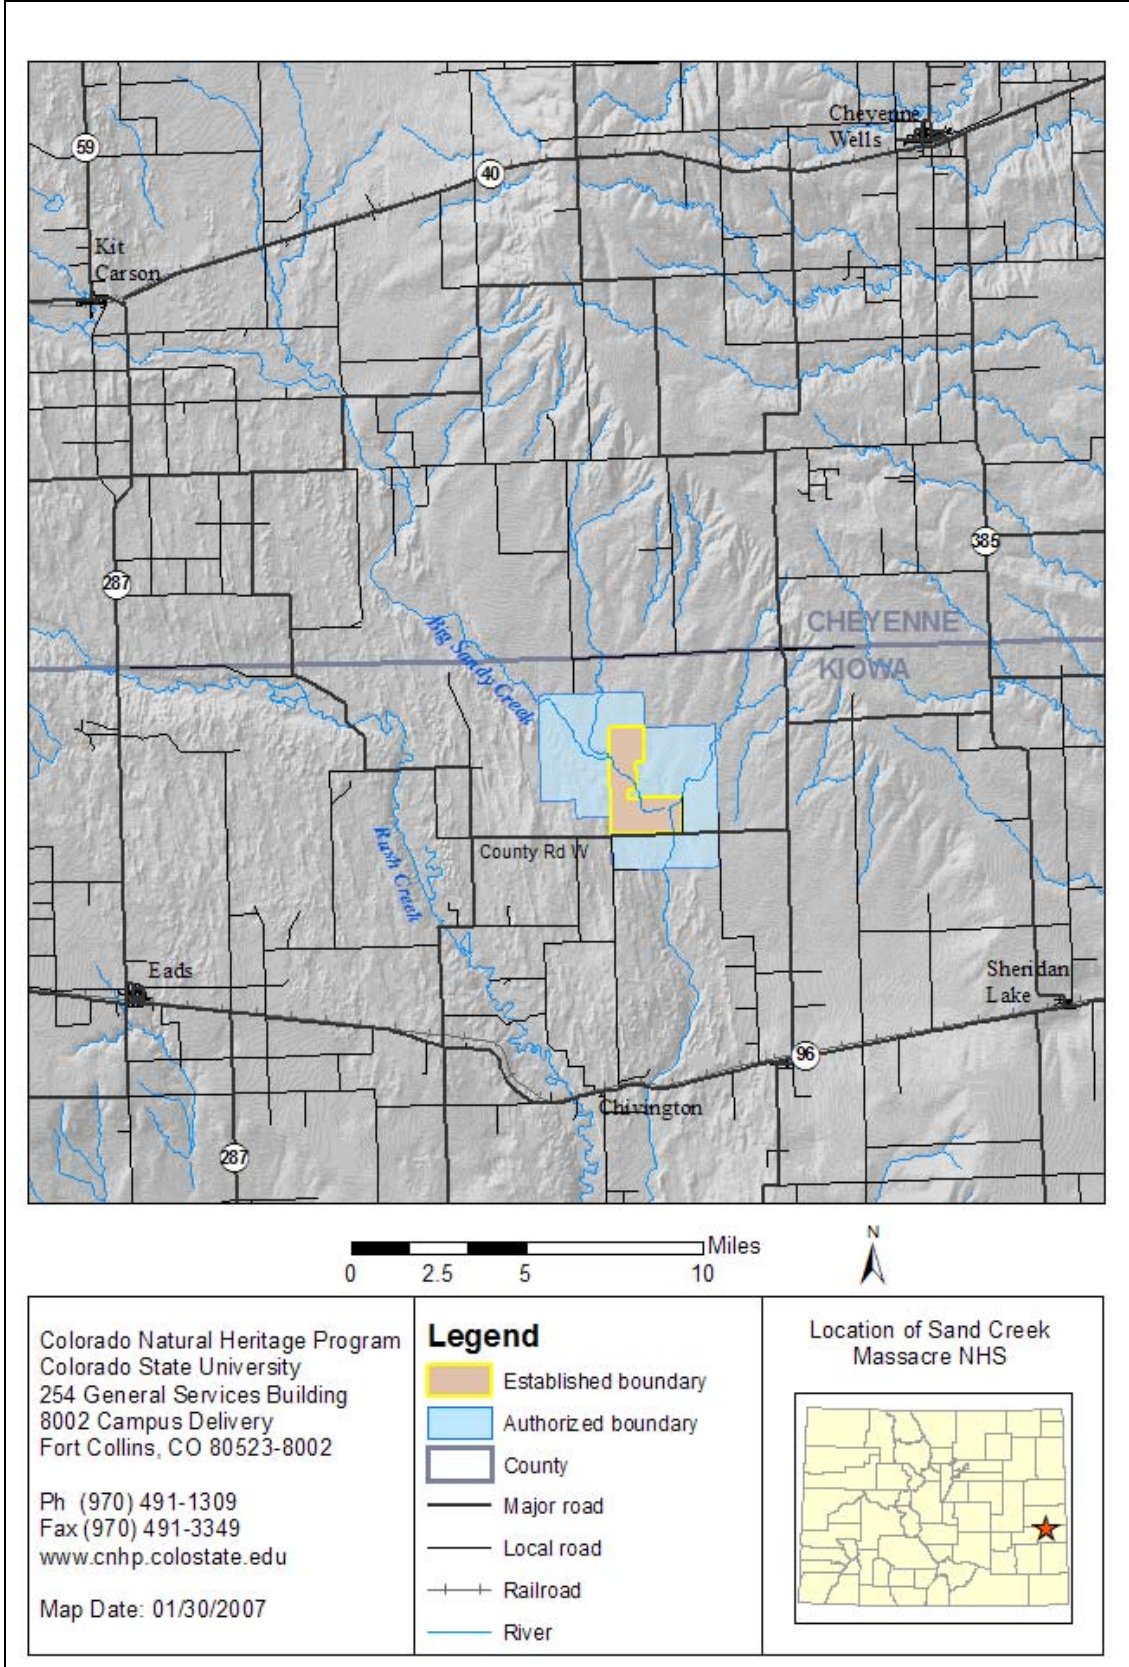 Cheyenne
Wells
59
40
Kit
Carson
385
287
CHEYENNE
KIOWA
Big Sandy Creek
County Rd W
Rush Creek
Eads
Sheridan
Lake
96
Chivington
287
N
Miles
0 2.5 5 10
Colorado Natural Heritage Program
Colorado State University
254 General Services Building
8002 Campus Delivery
Fort Collins, CO 80523-8002
Ph (970) 491-1309
Fax (970) 491-3349
www.cnhp.colostate.edu
Map Date: 01/30/2007
Legend
Established boundary
Authorized boundary
County
Major road
Local road
Railroad
River
Location of Sand Creek
Massacre NHS